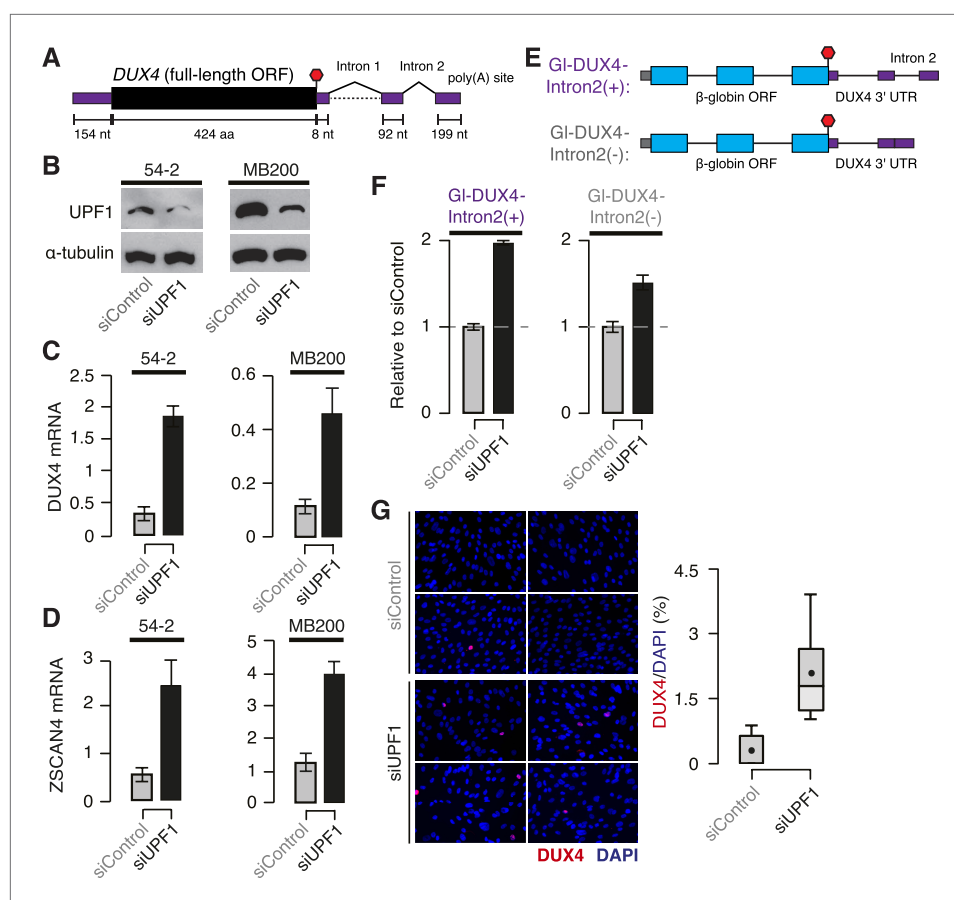 A
DUX4 (full-length ORF)
Intron 1
Intron 2
poly(A) site
154 nt
424 aa
8 nt
92 nt
199 nt
B
54-2
MB200
UPF1
α-tubulin
siControl
siUPF1
siControl
siUPF1
C
54-2
MB200
DUX4 mRNA
2.5
2
1.5
1
0.5
0
0.6
0.4
0.2
0
siControl
siUPF1
siControl
siUPF1
D
54-2
MB200
ZSCAN4 mRNA
3
2
1
0
5
4
3
2
1
0
siControl
siUPF1
siControl
siUPF1
E
Gl-DUX4-
Intron2(+):
Intron 2
β-globin ORF
DUX4 3' UTR
Gl-DUX4-
Intron2(-):
β-globin ORF
DUX4 3' UTR
F
Gl-DUX4-
Intron2(+)
Gl-DUX4-
Intron2(-)
Relative to siControl
2
1
0
2
1
0
siControl
siUPF1
siControl
siUPF1
G
siControl
siUPF1
DUX4 DAPI
DUX4/DAPI (%)
4.5
3
1.5
0
siControl
siUPF1